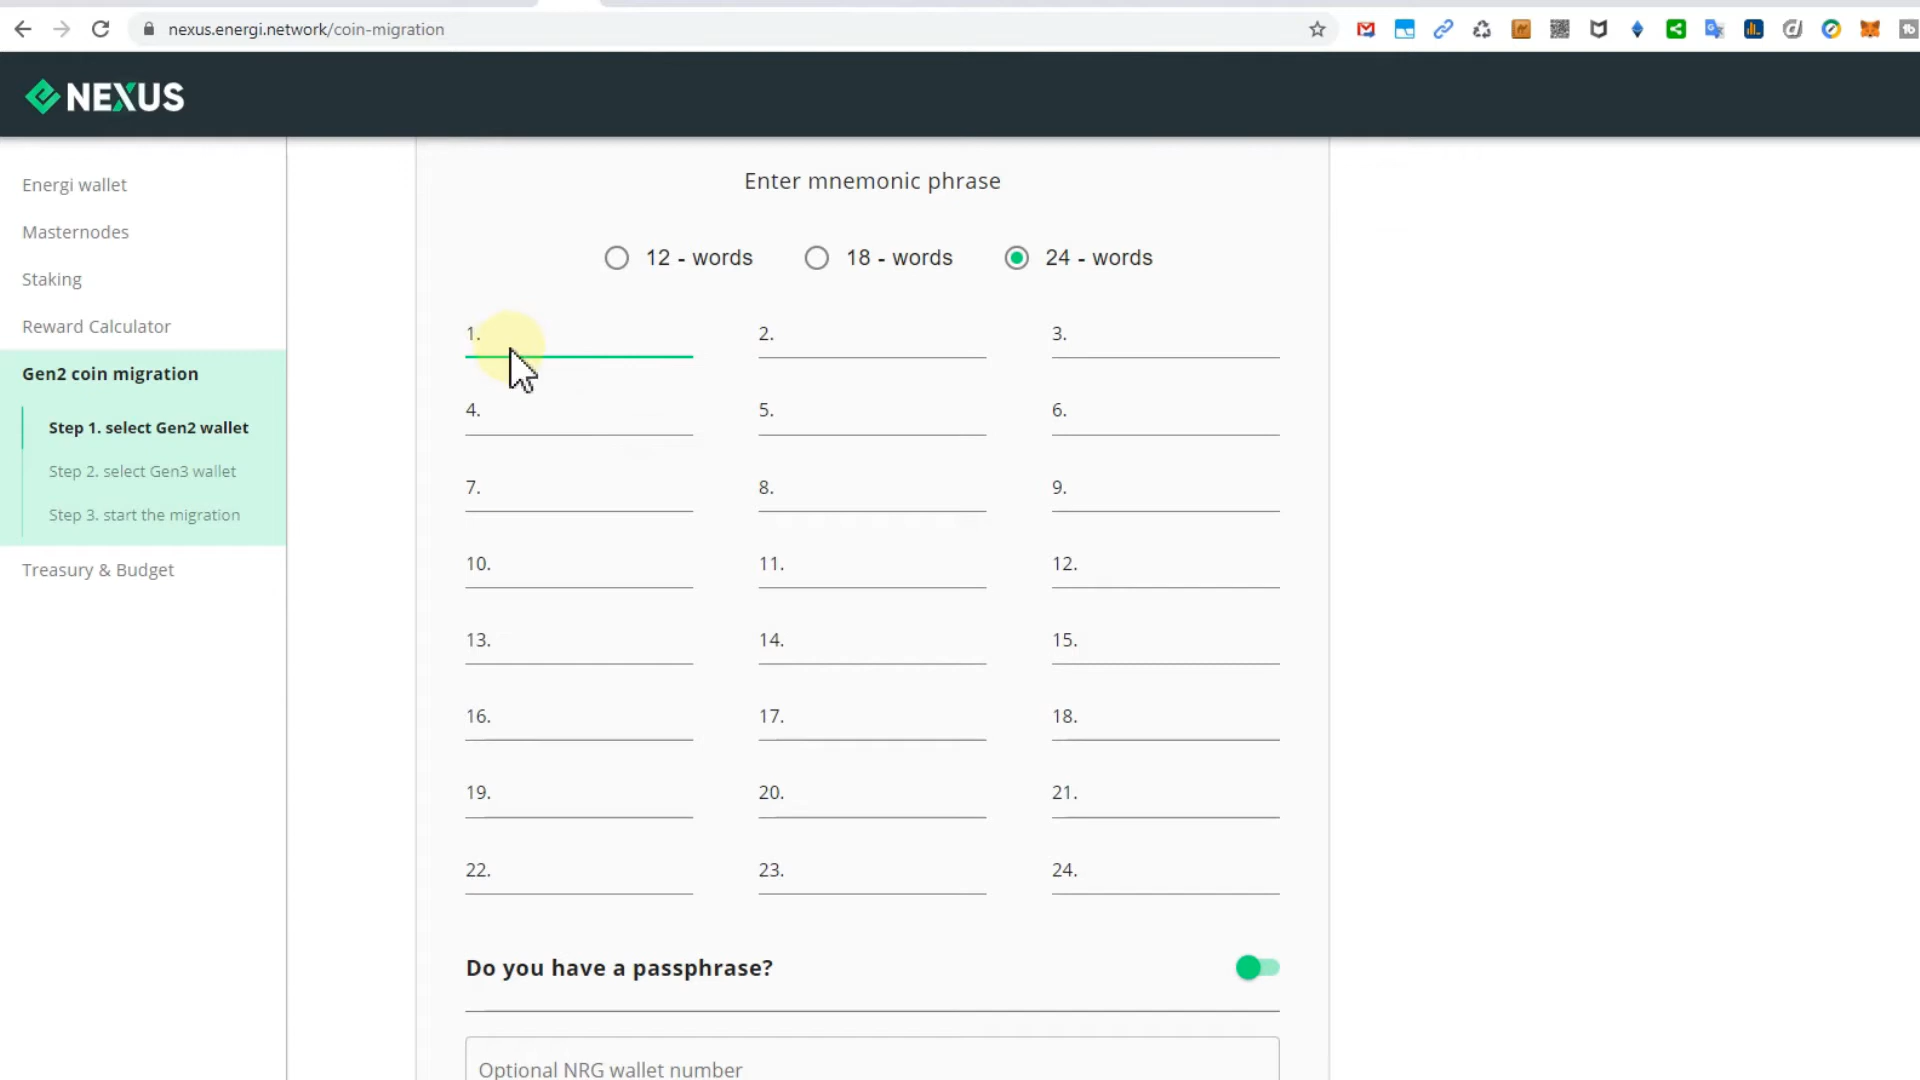 nexus.energi.network/coin-migration
NEXUS
Energi wallet
Masternodes
Staking
Reward Calculator
Gen2 coin migration
Step 1. select Gen2 wallet
Step 2. select Gen3 wallet
Step 3. start the migration
Treasury & Budget
Enter mnemonic phrase
12 - words 18 - words 24 - words
1. 2. 3.
4. 5. 6.
7. 8. 9.
10. 11. 12.
13. 14. 15.
16. 17. 18.
19. 20. 21.
22. 23. 24.
Do you have a passphrase?
Optional NRG wallet number